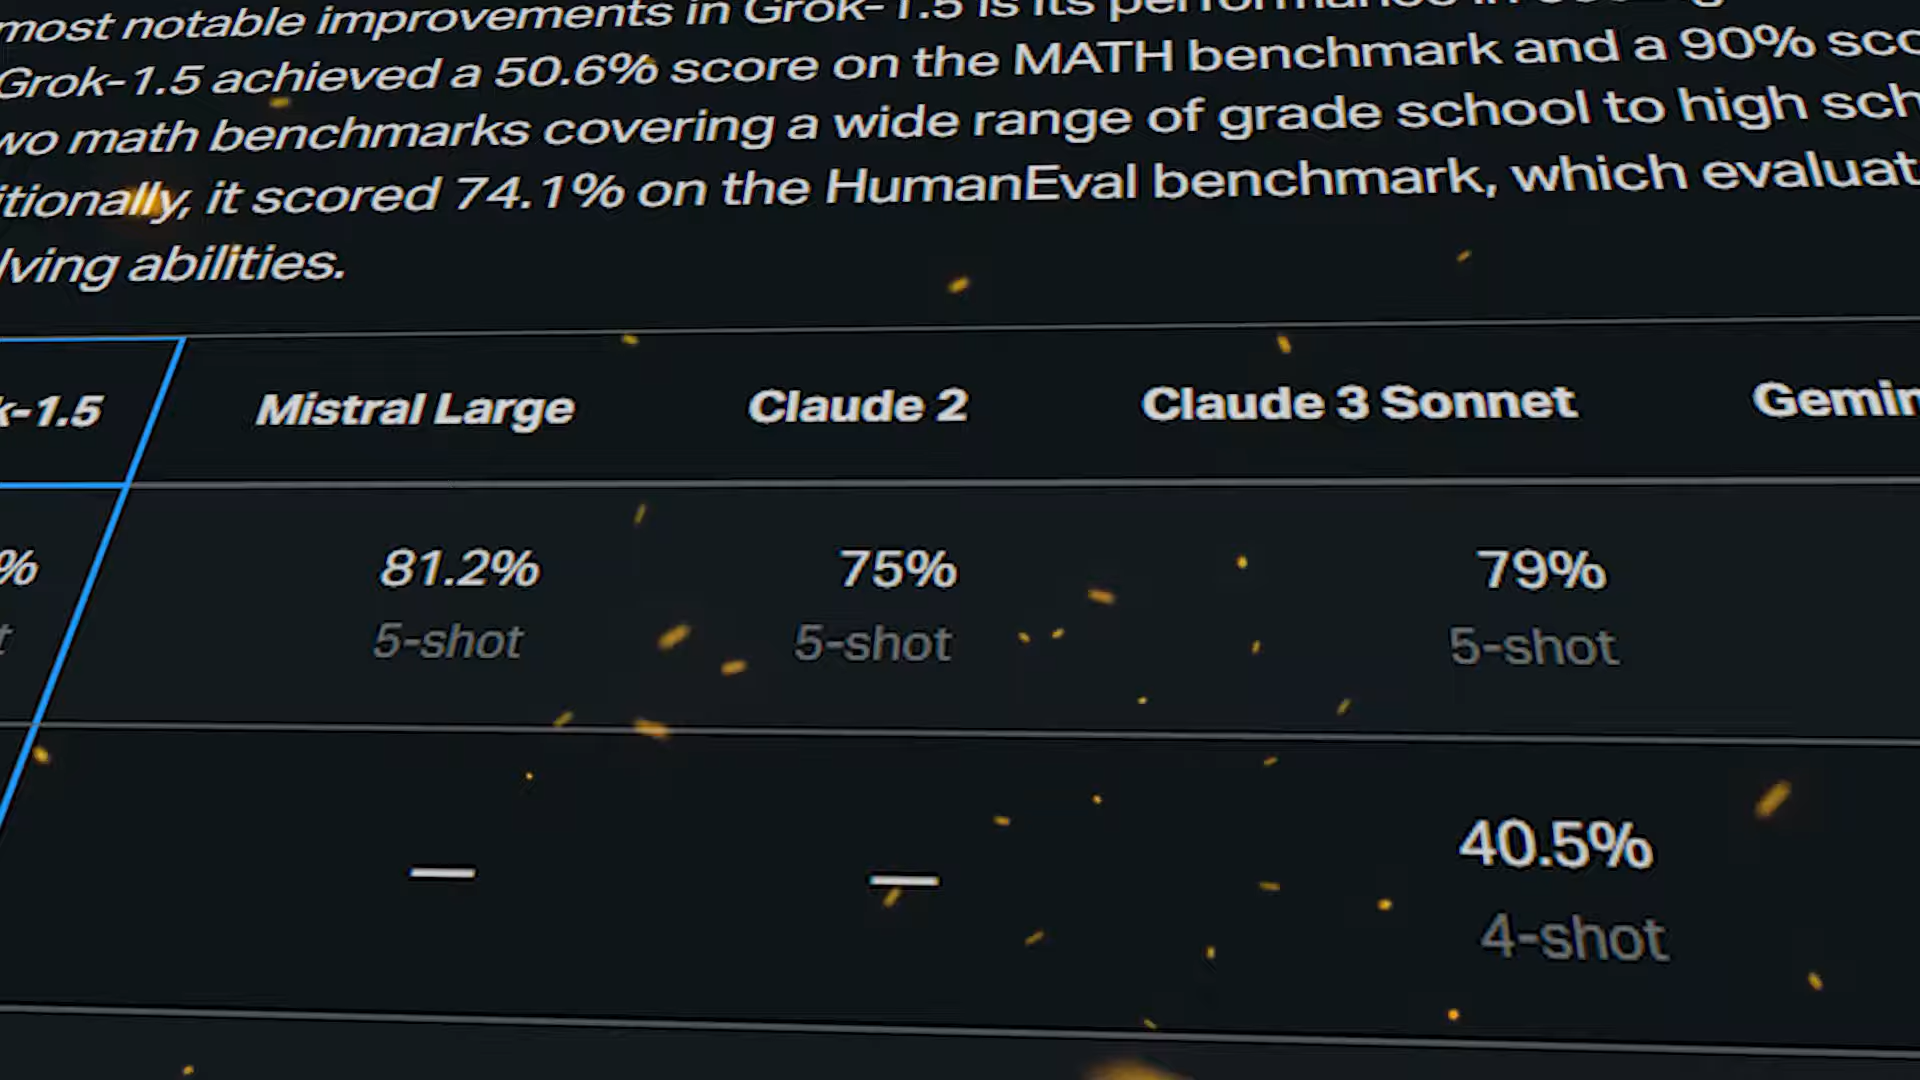 most notable improvements in Grok-1.5 is its performance in
Grok-1.5 achieved a 50.6% score on the MATH benchmark and a 90% sco
wo math benchmarks covering a wide range of grade school to high sch
itionally, it scored 74.1% on the HumanEval benchmark, which evaluat
lving abilities.
k-1.5 Mistral Large Claude 2 Claude 3 Sonnet Gemin
% 81.2% 75% 79%
t 5-shot 5-shot 5-shot
— — 40.5%
4-shot